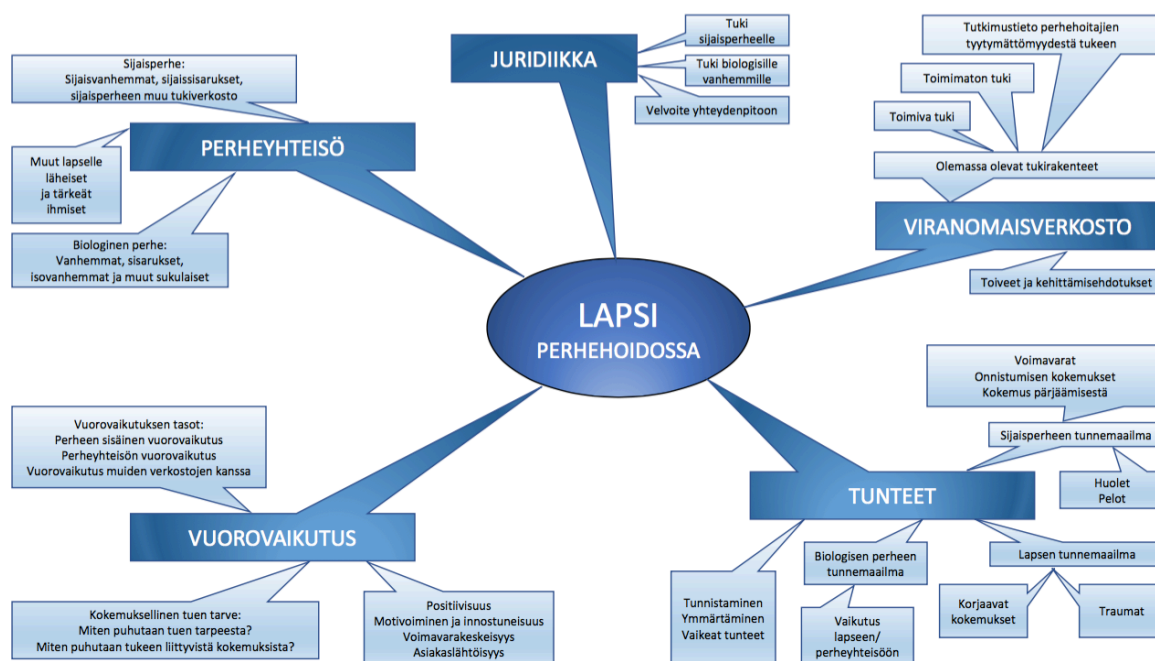 JURIDIIKKA
Tuki
sijaisperheelle
Tuki biologisille
vanhemmille
Velvoite yhteydenpitoon
Tutkimustieto perhehoitajien
tyytymättömyydestä tukeen
Toimimaton tuki
Toimiva tuki
Olemassa olevat tukirakenteet
VIRANOMAISVERKOSTO
Toiveet ja kehittämisehdotukset
Sijaisperhe:
Sijaisvanhemmat, sijaissisarukset,
sijaisperheen muu tukiverkosto
PERHEYHTEISÖ
Muut lapselle
läheiset
ja tärkeät
ihmiset
Biologinen perhe:
Vanhemmat, sisarukset,
isovanhemmat ja muut sukulaiset
LAPSI
PERHEHOIDOSSA
Vuorovaikutuksen tasot:
Perheen sisäinen vuorovaikutus
Perheyhteisön vuorovaikutus
Vuorovaikutus muiden verkostojen kanssa
VUOROVAIKUTUS
Kokemuksellinen tuen tarve:
Miten puhutaan tuen tarpeesta?
Miten puhutaan tukeen liittyvistä kokemuksista?
Positiivisuus
Motivoiminen ja innostuneisuus
Voimavarakeskeisyys
Asiakaslähtöisyys
Voimavarat
Onnistumisen kokemukset
Kokemus pärjäämisestä
Sijaisperheen tunnemaailma
Huolet
Pelot
TUNTEET
Tunnistaminen
Ymmärtäminen
Vaikeat tunteet
Biologisen perheen
tunnemaailma
Vaikutus
lapseen/
perheyhteisöön
Lapsen tunnemaailma
Korjaavat
kokemukset
Traumat